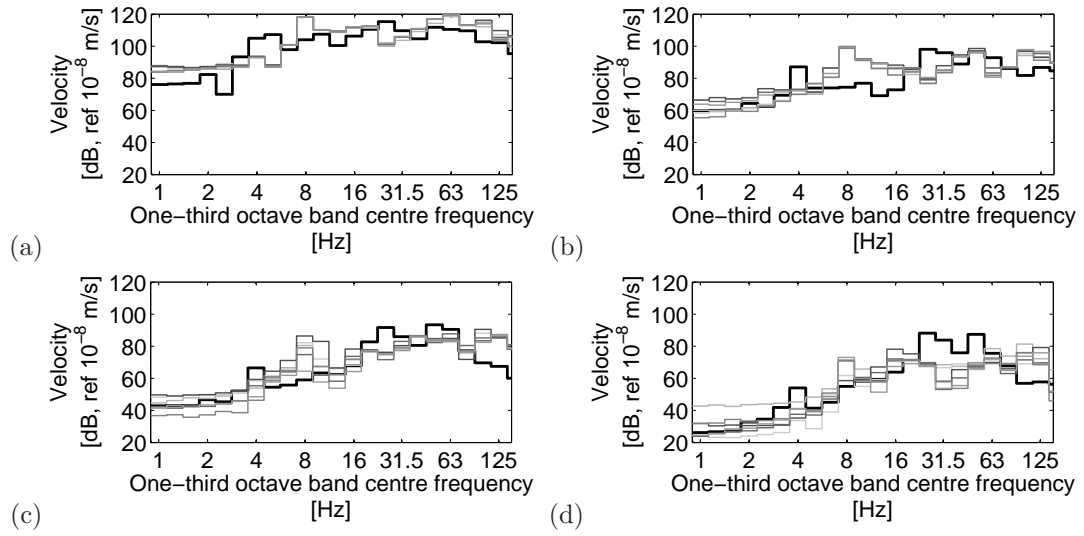 120
100
80
60
40
20
Velocity
[dB, ref 10⁻⁸ m/s]
1 2 4 8 16 31.5 63 125
One−third octave band centre frequency
[Hz]
(a)
120
100
80
60
40
20
Velocity
[dB, ref 10⁻⁸ m/s]
1 2 4 8 16 31.5 63 125
One−third octave band centre frequency
[Hz]
(b)
120
100
80
60
40
20
Velocity
[dB, ref 10⁻⁸ m/s]
1 2 4 8 16 31.5 63 125
One−third octave band centre frequency
[Hz]
(c)
120
100
80
60
40
20
Velocity
[dB, ref 10⁻⁸ m/s]
1 2 4 8 16 31.5 63 125
One−third octave band centre frequency
[Hz]
(d)